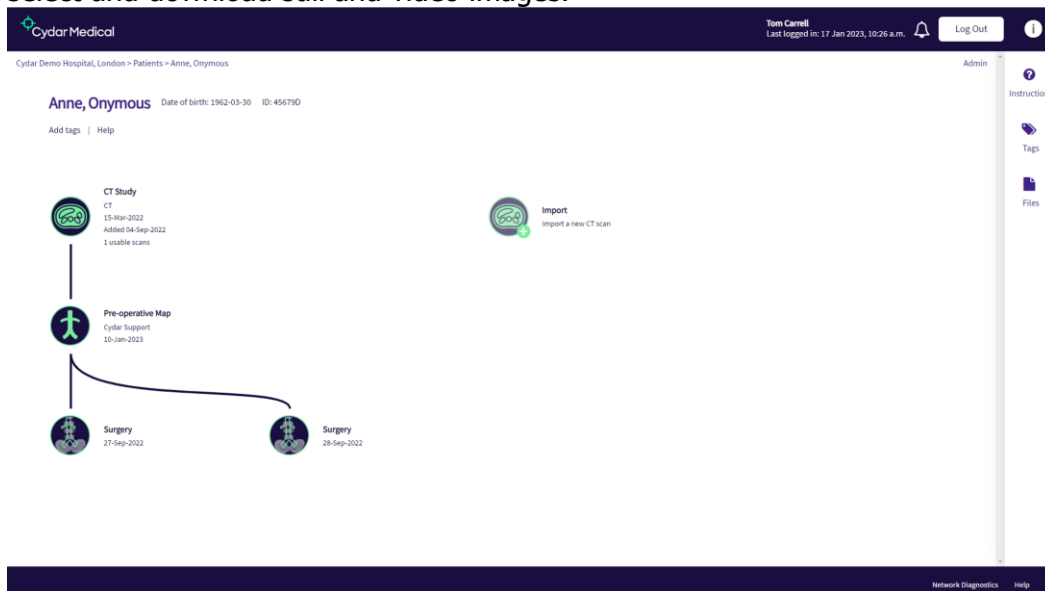 select and download still and video images.
Cydar Medical
Tom Carrell
Last logged in: 17 Jan 2023, 10:26 a.m.
Log Out
i
Cydar Demo Hospital, London > Patients > Anne, Onymous
Admin
?
Instructio
Anne, Onymous Date of birth: 1962-03-30 ID: 45679D
Add tags | Help
Tags
Files
CT Study
CT
15-Mar-2022
Added 04-Sep-2022
1 usable scans
Import
Import a new CT scan
Pre-operative Map
Cydar Support
10-Jan-2023
Surgery
27-Sep-2022
Surgery
28-Sep-2022
Network Diagnostics Help